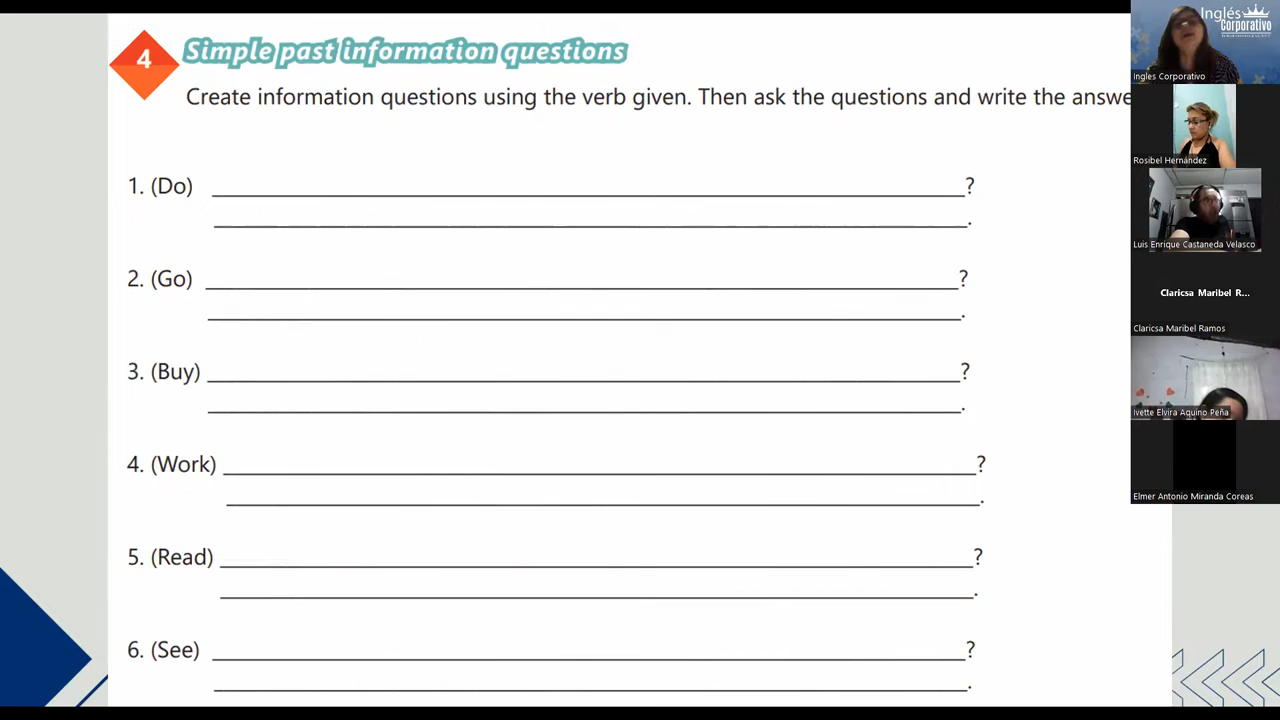 4
Simple past information questions
Create information questions using the verb given. Then ask the questions and write the
1. (Do) ?
.
2. (Go) ?
.
3. (Buy) ?
.
4. (Work) ?
.
5. (Read) ?
.
6. (See) ?
.
Inglés
Corporativo
Ingles Corporativo
Rosibel Hernández
Luis Enrique Castaneda Velasco
Claricsa Maribel R...
Claricsa Maribel Ramos
Ivette Elvira Aquino Peña
Elmer Antonio Miranda Coreas